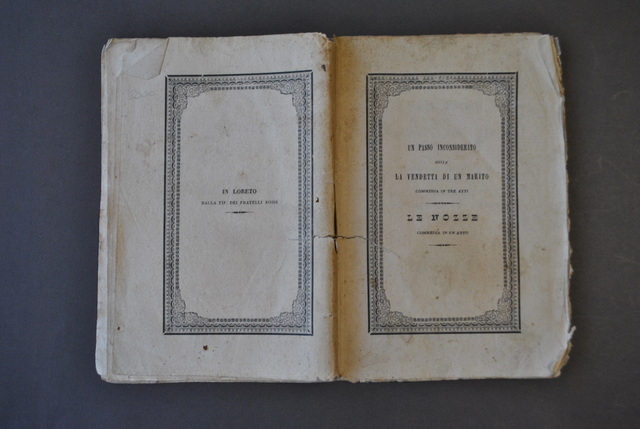 IN LORETO
DALLA TIP. DEI FRATELLI ROSSI
UN PASSO INCONSIDERATO
OSSIA
LA VENDETTA DI UN MARITO
COMMEDIA IN TRE ATTI
LE NOZZE
COMMEDIA IN UN ATTO